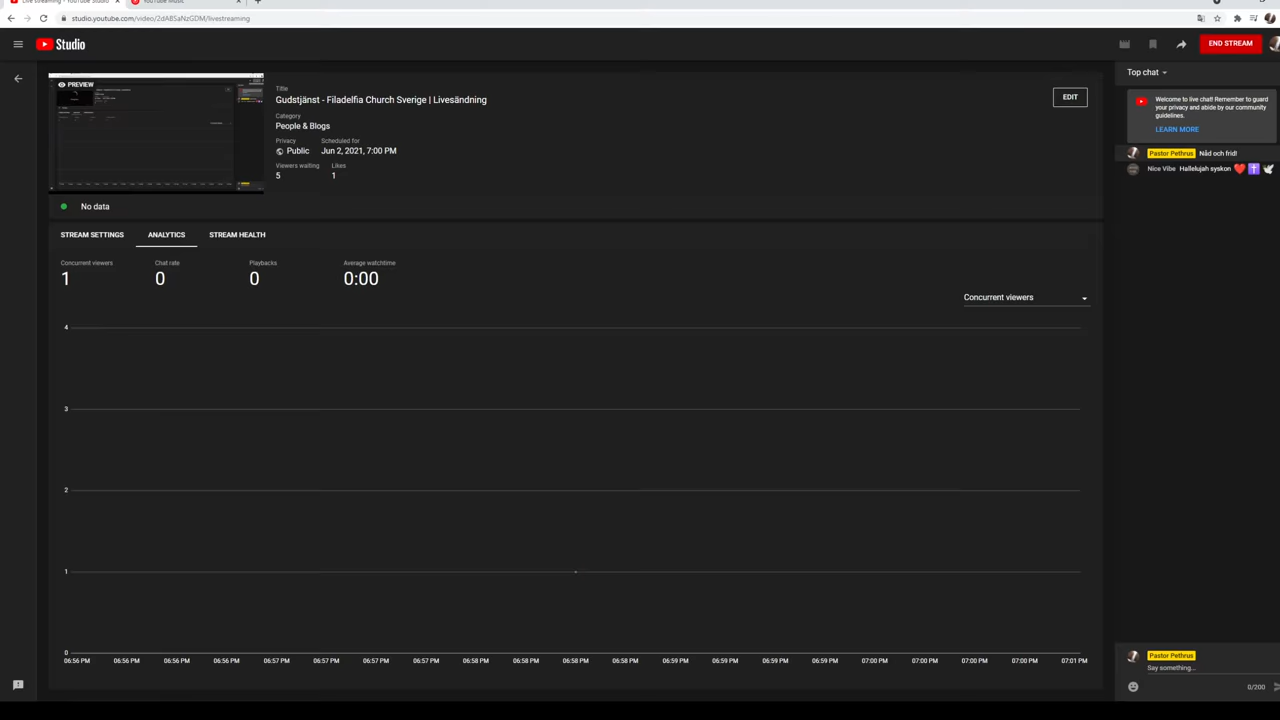 Live streaming - YouTube Studio
YouTube Music
studio.youtube.com/video/2dABSaNzGDM/livestreaming
Studio
END STREAM
PREVIEW
Title
Gudstjänst - Filadelfia Church Sverige | Livesändning
EDIT
Category
People & Blogs
Privacy Scheduled for
Public Jun 2, 2021, 7:00 PM
Viewers waiting Likes
5 1
No data
STREAM SETTINGS ANALYTICS STREAM HEALTH
Concurrent viewers Chat rate Playbacks Average watchtime
1 0 0 0:00
Concurrent viewers
4
3
2
1
0
06:56 PM 06:56 PM 06:56 PM 06:56 PM 06:57 PM 06:57 PM 06:57 PM 06:57 PM 06:58 PM 06:58 PM 06:58 PM 06:58 PM 06:59 PM 06:59 PM 06:59 PM 06:59 PM 07:00 PM 07:00 PM 07:00 PM 07:00 PM 07:01 PM
Top chat
Welcome to live chat! Remember to guard
your privacy and abide by our community
guidelines.
LEARN MORE
Pastor Pethrus Nåd och frid!
Nice Vibe Hallelujah syskon ❤️ ✝️ 🕊️
Pastor Pethrus
Say something...
0/200